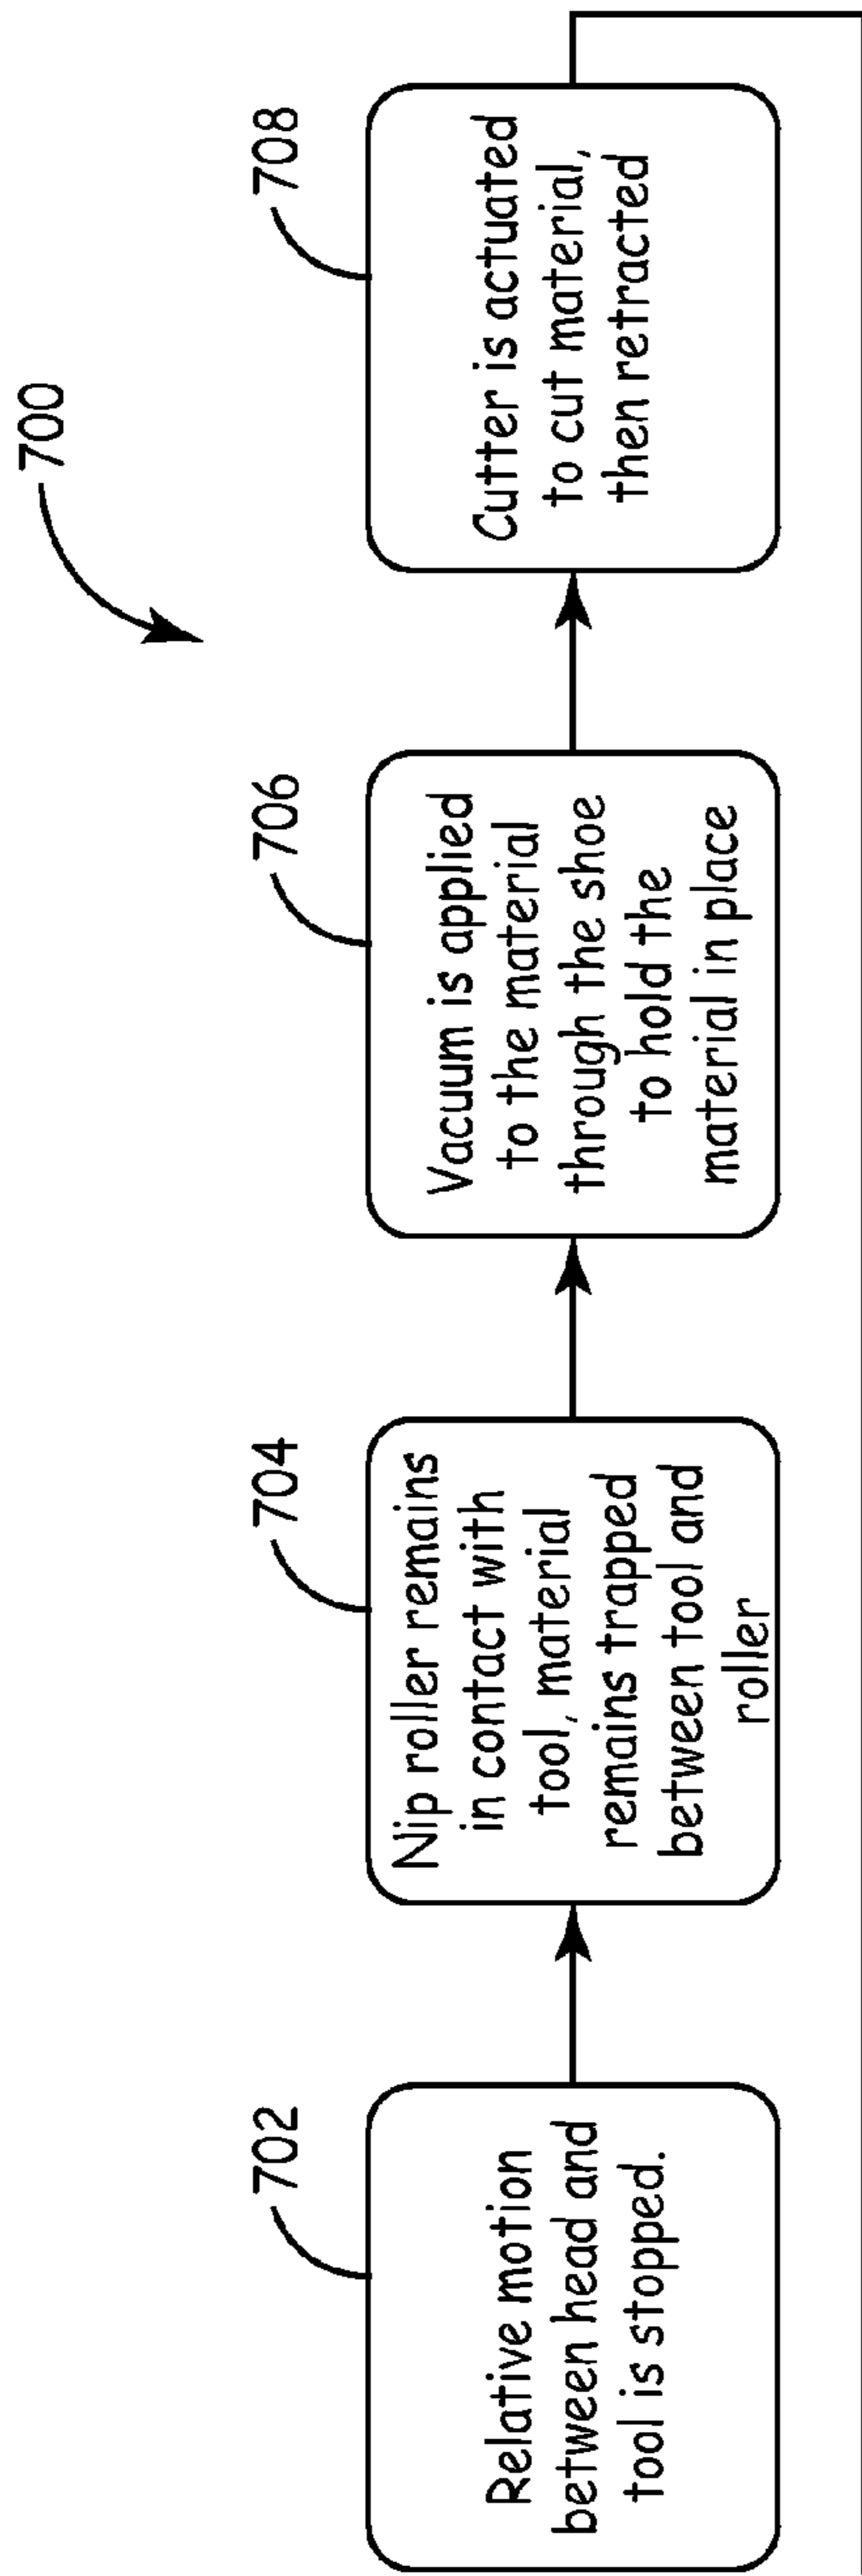 700
702
Relative motion
between head and
tool is stopped.
704
Nip roller remains
in contact with
tool, material
remains trapped
between tool and
roller
706
Vacuum is applied
to the material
through the shoe
to hold the
material in place
708
Cutter is actuated
to cut material,
then retracted